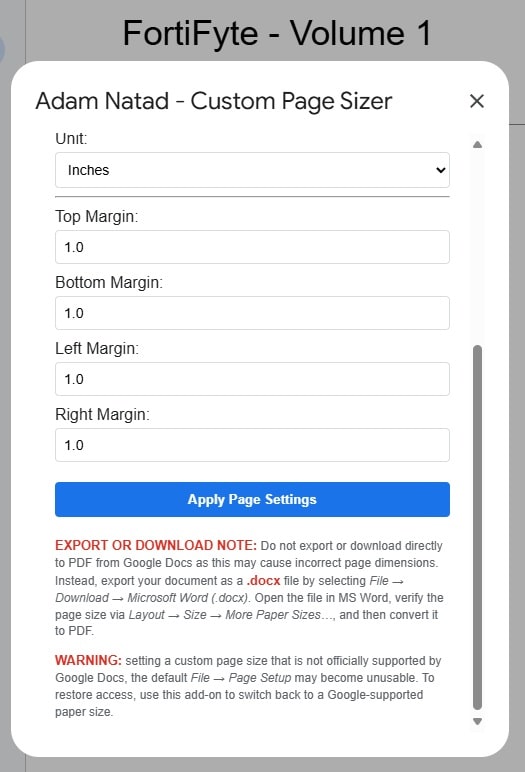 FortiFyte - Volume 1
Adam Natad - Custom Page Sizer
Unit:
Inches
Top Margin:
1.0
Bottom Margin:
1.0
Left Margin:
1.0
Right Margin:
1.0
Apply Page Settings
EXPORT OR DOWNLOAD NOTE: Do not export or download directly
to PDF from Google Docs as this may cause incorrect page dimensions.
Instead, export your document as a .docx file by selecting File →
Download → Microsoft Word (.docx). Open the file in MS Word, verify the
page size via Layout → Size → More Paper Sizes…, and then convert it
to PDF.
WARNING: setting a custom page size that is not officially supported by
Google Docs, the default File → Page Setup may become unusable. To
restore access, use this add-on to switch back to a Google-supported
paper size.